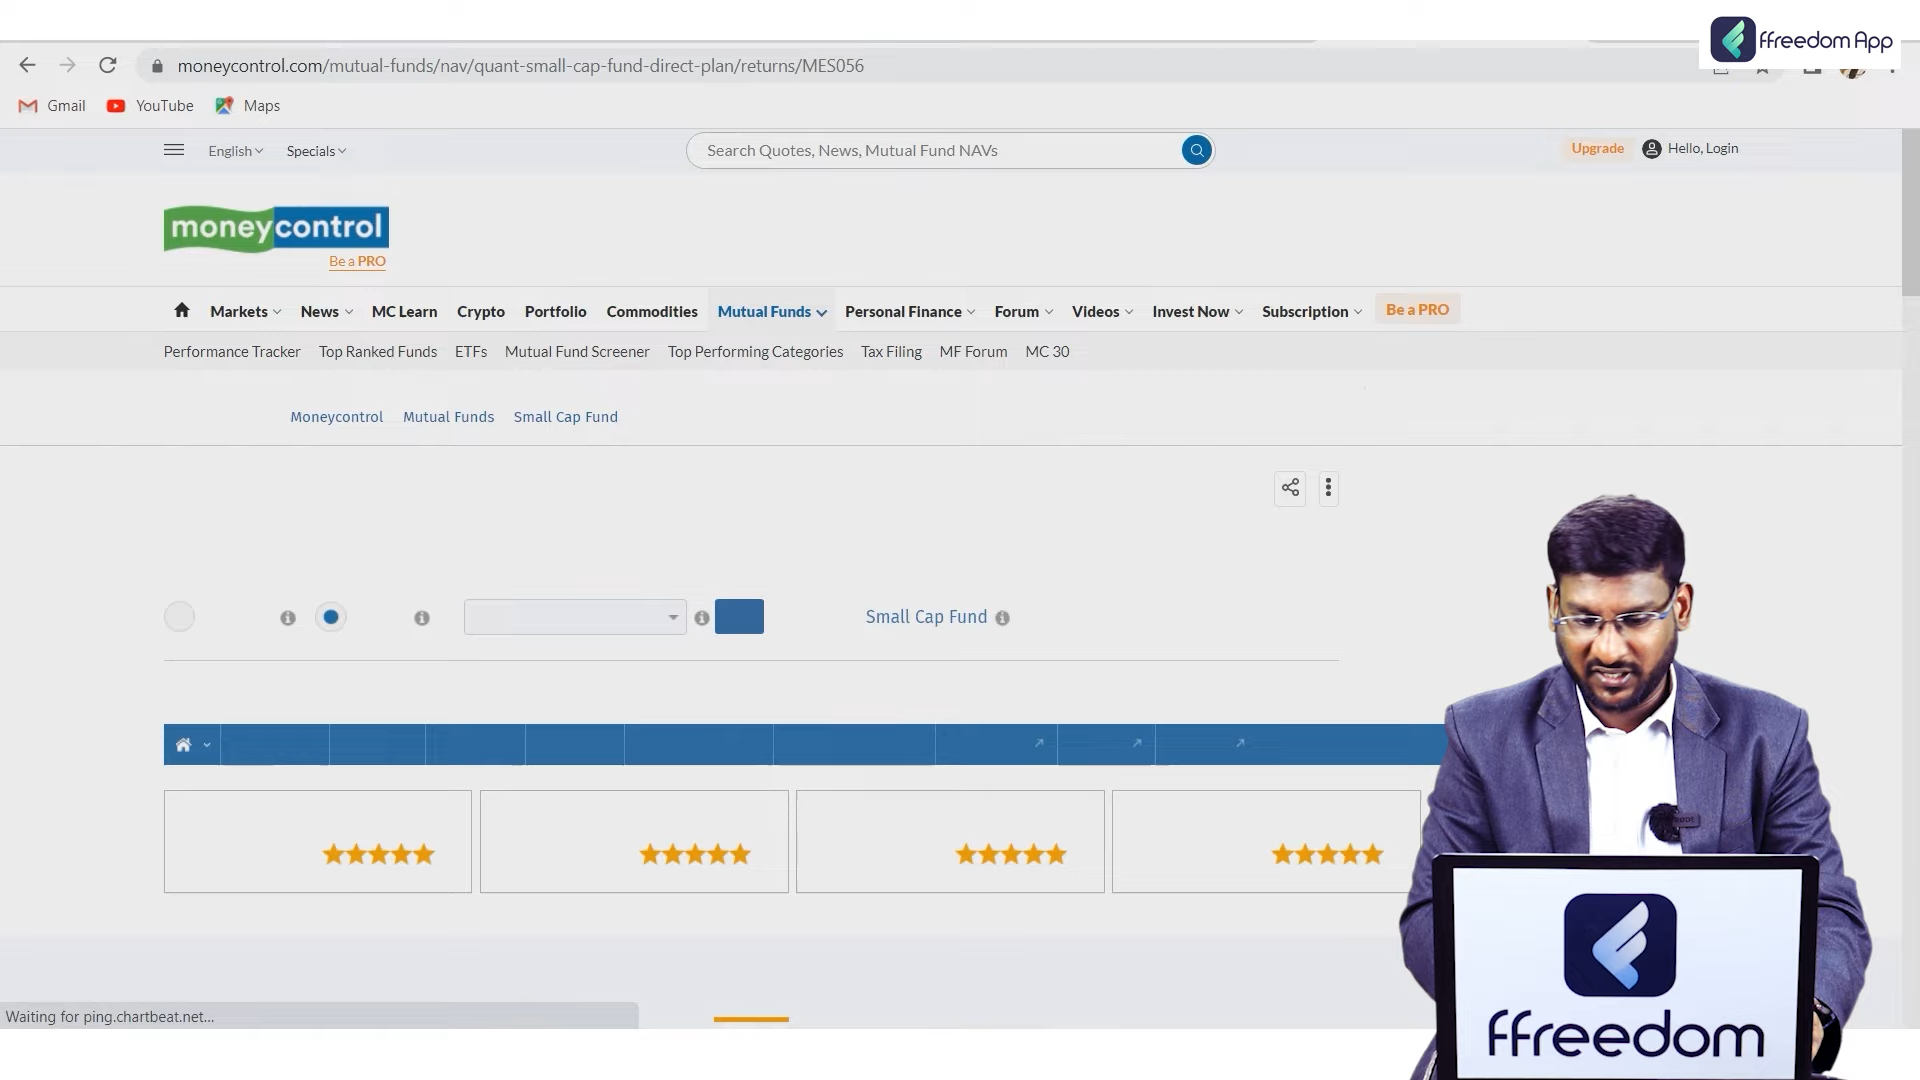 ffreedom App
moneycontrol.com/mutual-funds/nav/quant-small-cap-fund-direct-plan/returns/MES056
Gmail YouTube Maps
English Specials Search Quotes, News, Mutual Fund NAVs Upgrade Hello, Login
moneycontrol
Be a PRO
Markets News MC Learn Crypto Portfolio Commodities Mutual Funds Personal Finance Forum Videos Invest Now Subscription Be a PRO
Performance Tracker Top Ranked Funds ETFs Mutual Fund Screener Top Performing Categories Tax Filing MF Forum MC 30
Moneycontrol Mutual Funds Small Cap Fund
Small Cap Fund
Waiting for ping.chartbeat.net...
ffreedom